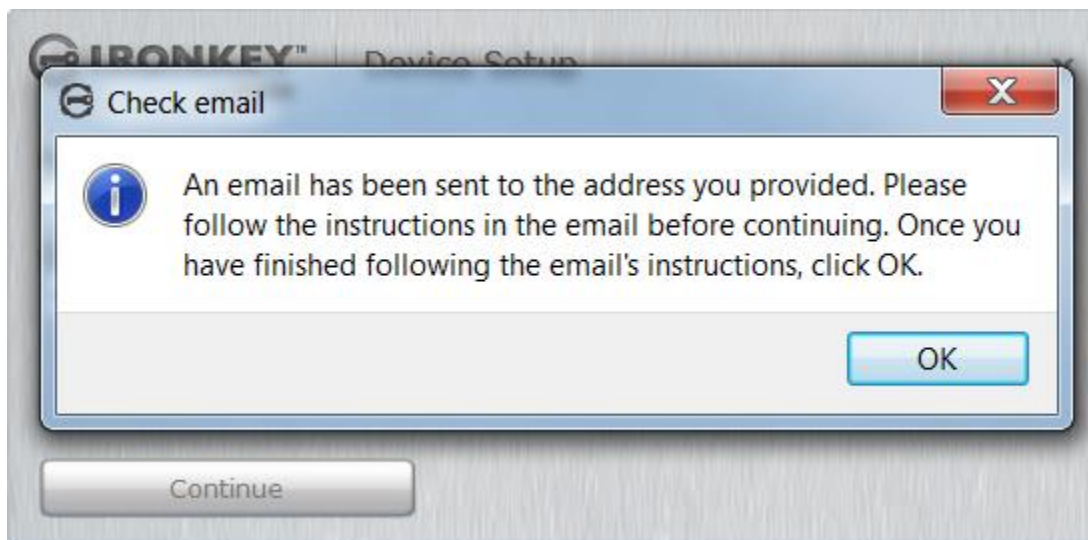 IRONKEY™ | Device Setup
Check email
An email has been sent to the address you provided. Please
follow the instructions in the email before continuing. Once you
have finished following the email's instructions, click OK.
OK
Continue